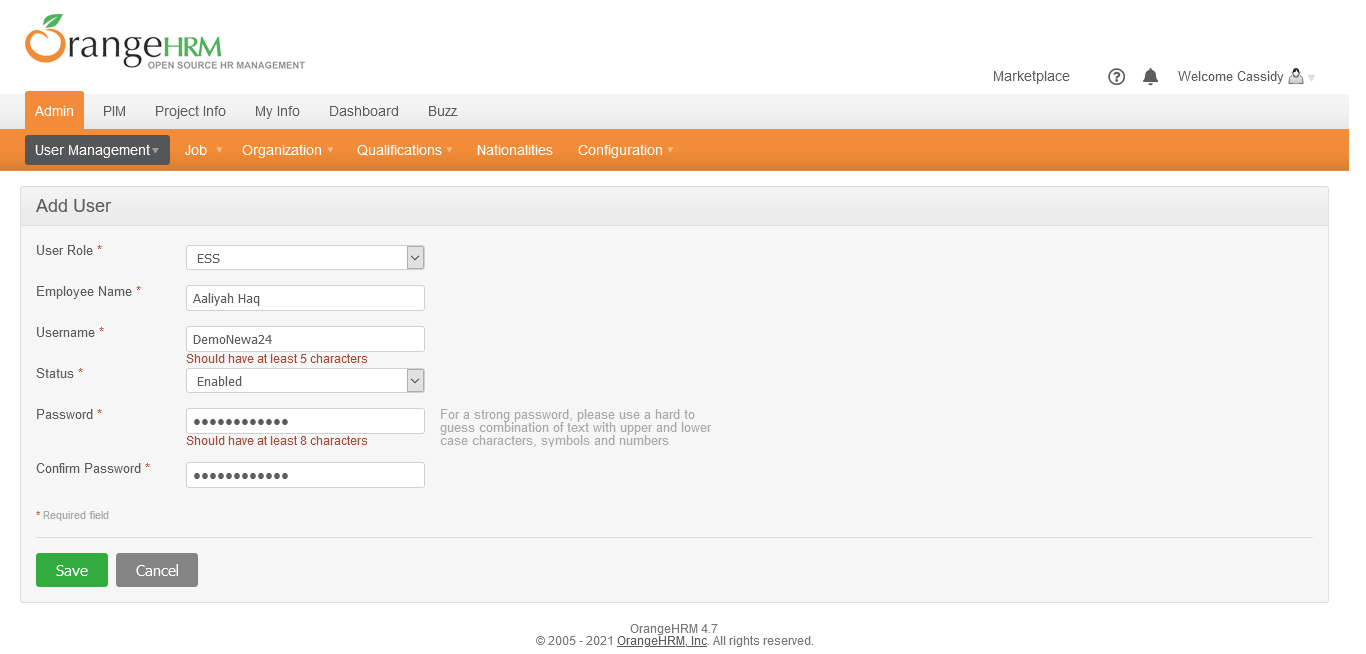 OrangeHRM
OPEN SOURCE HR MANAGEMENT
Marketplace
Welcome Cassidy
Admin PIM Project Info My Info Dashboard Buzz
User Management Job Organization Qualifications Nationalities Configuration
Add User
User Role *
ESS
Employee Name *
Aaliyah Haq
Username *
DemoNewa24
Should have at least 5 characters
Status *
Enabled
Password *
••••••••••••
Should have at least 8 characters
For a strong password, please use a hard to
guess combination of text with upper and lower
case characters, symbols and numbers
Confirm Password *
••••••••••••
* Required field
Save Cancel
OrangeHRM 4.7
© 2005 - 2021 OrangeHRM, Inc. All rights reserved.